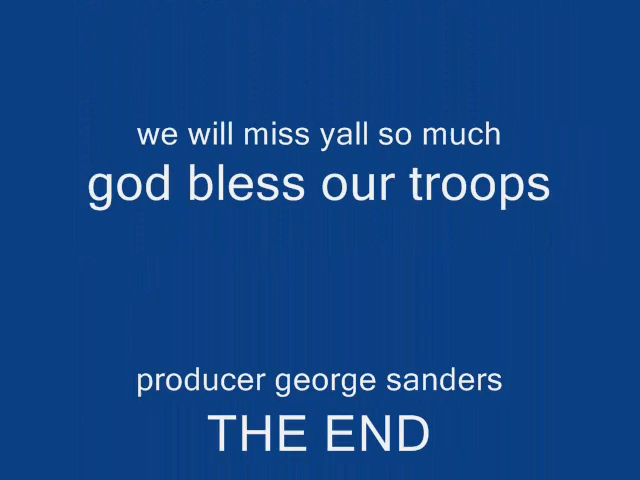 we will miss yall so much
god bless our troops
producer george sanders
THE END